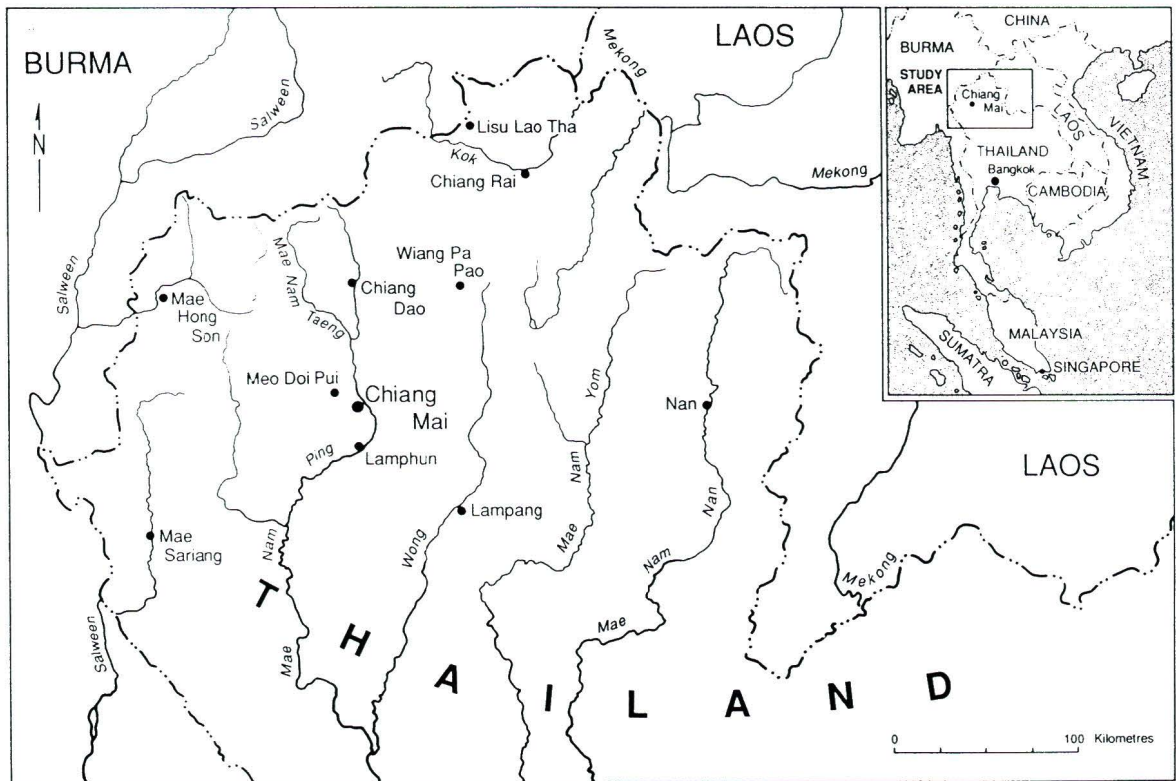 BURMA
LAOS
Mekong
Salween
N
Lisu Lao Tha
Kok
Chiang Rai
Mekong
Salween
Mae
Hong
Son
Mae Nam
Taeng
Chiang
Dao
Wiang Pa
Pao
Meo Doi Pui
Chiang
Mai
Ping
Lamphun
Yom
Nam
Mae
Nan
Nan
Nam
Mae
LAOS
Mae
Sariang
Nam
Mae
Wong
Lampang
Salween
Mekong
THAILAND
0
100 Kilometres
CHINA
BURMA
STUDY
AREA
Chiang
Mai
LAOS
VIETNAM
THAILAND
Bangkok
CAMBODIA
MALAYSIA
SUMATRA
SINGAPORE